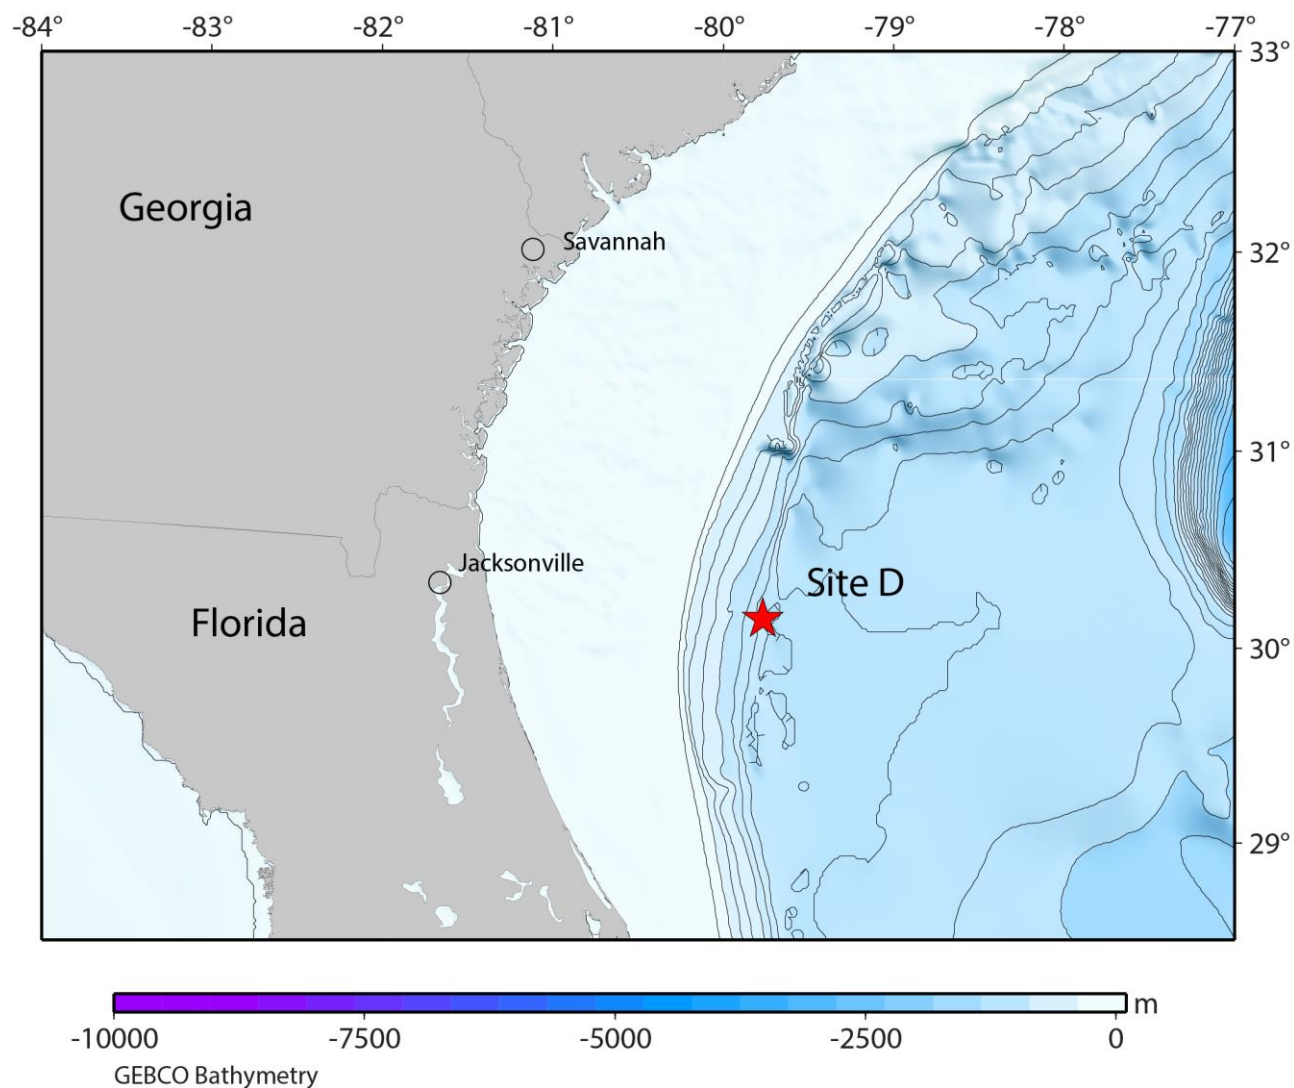 -84° -83° -82° -81° -80° -79° -78° -77°
33°
Georgia
Savannah
32°
31°
Jacksonville
Site D
Florida
30°
29°
m
-10000 -7500 -5000 -2500 0
GEBCO Bathymetry